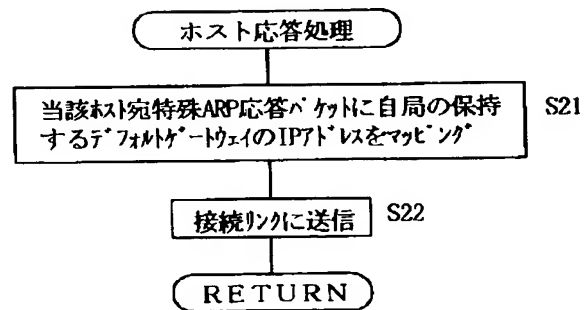 ホスト応答処理
当該ﾎｽﾄ宛特殊ARP応答ﾊﾟｹｯﾄに自局の保持 S21
するﾃﾞﾌｫﾙﾄｹﾞｰﾄｳｪｲのIPｱﾄﾞﾚｽをﾏｯﾋﾟﾝｸﾞ
接続ﾘﾝｸに送信 S22
RETURN